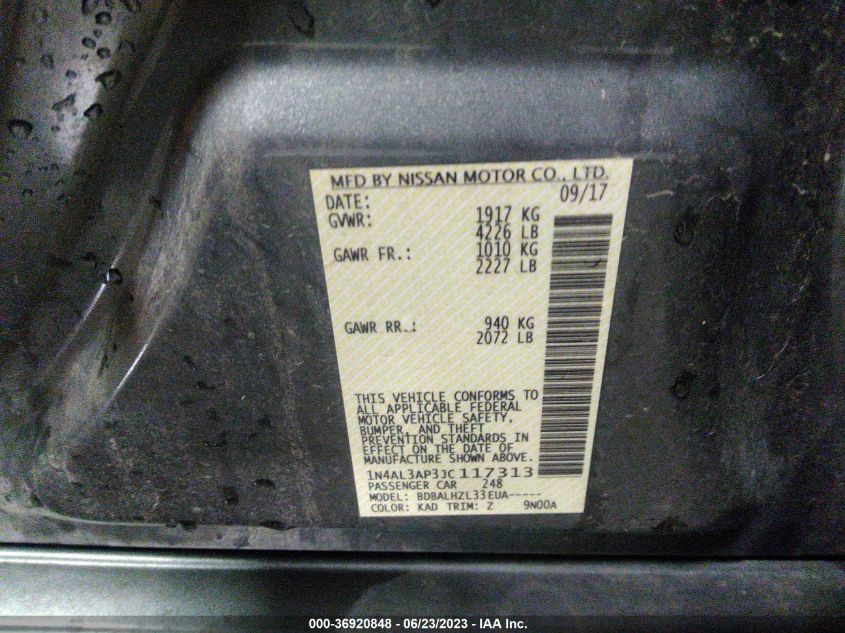 MFD BY NISSAN MOTOR CO., LTD.
DATE: 09/17
GVWR: 1917 KG
4226 LB
GAWR FR.: 1010 KG
2227 LB
GAWR RR.: 940 KG
2072 LB
THIS VEHICLE CONFORMS TO
ALL APPLICABLE FEDERAL
MOTOR VEHICLE SAFETY,
BUMPER, AND THEFT
PREVENTION STANDARDS IN
EFFECT ON THE DATE OF
MANUFACTURE SHOWN ABOVE.
1N4AL3AP3JC117313
PASSENGER CAR 248
MODEL: BDBALHZL33EUA-----
COLOR: KAD TRIM: Z 9N00A
000-36920848 - 06/23/2023 - IAA Inc.